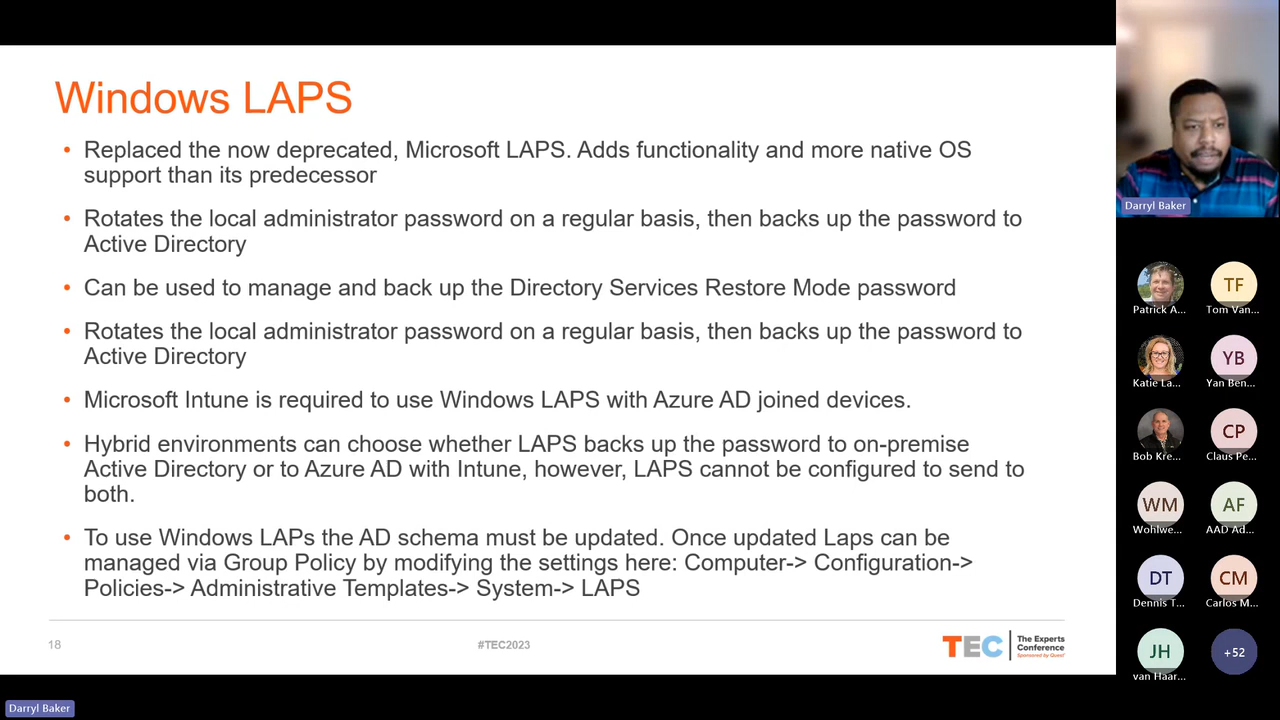 Windows LAPS
• Replaced the now deprecated, Microsoft LAPS. Adds functionality and more native OS
support than its predecessor
• Rotates the local administrator password on a regular basis, then backs up the password to
Active Directory
• Can be used to manage and back up the Directory Services Restore Mode password
• Rotates the local administrator password on a regular basis, then backs up the password to
Active Directory
• Microsoft Intune is required to use Windows LAPS with Azure AD joined devices.
• Hybrid environments can choose whether LAPS backs up the password to on-premise
Active Directory or to Azure AD with Intune, however, LAPS cannot be configured to send to
both.
• To use Windows LAPs the AD schema must be updated. Once updated Laps can be
managed via Group Policy by modifying the settings here: Computer-> Configuration->
Policies-> Administrative Templates-> System-> LAPS
18
#TEC2023
TEC
The Experts
Conference
Sponsored by Quest
Darryl Baker
Patrick A...
TF
Tom Van...
Katie La...
YB
Yan Ben...
Bob Kre...
CP
Claus Pe...
WM
Wohlwe...
AF
AAD Ad...
DT
Dennis T...
CM
Carlos M...
JH
van Haar...
+52
Darryl Baker